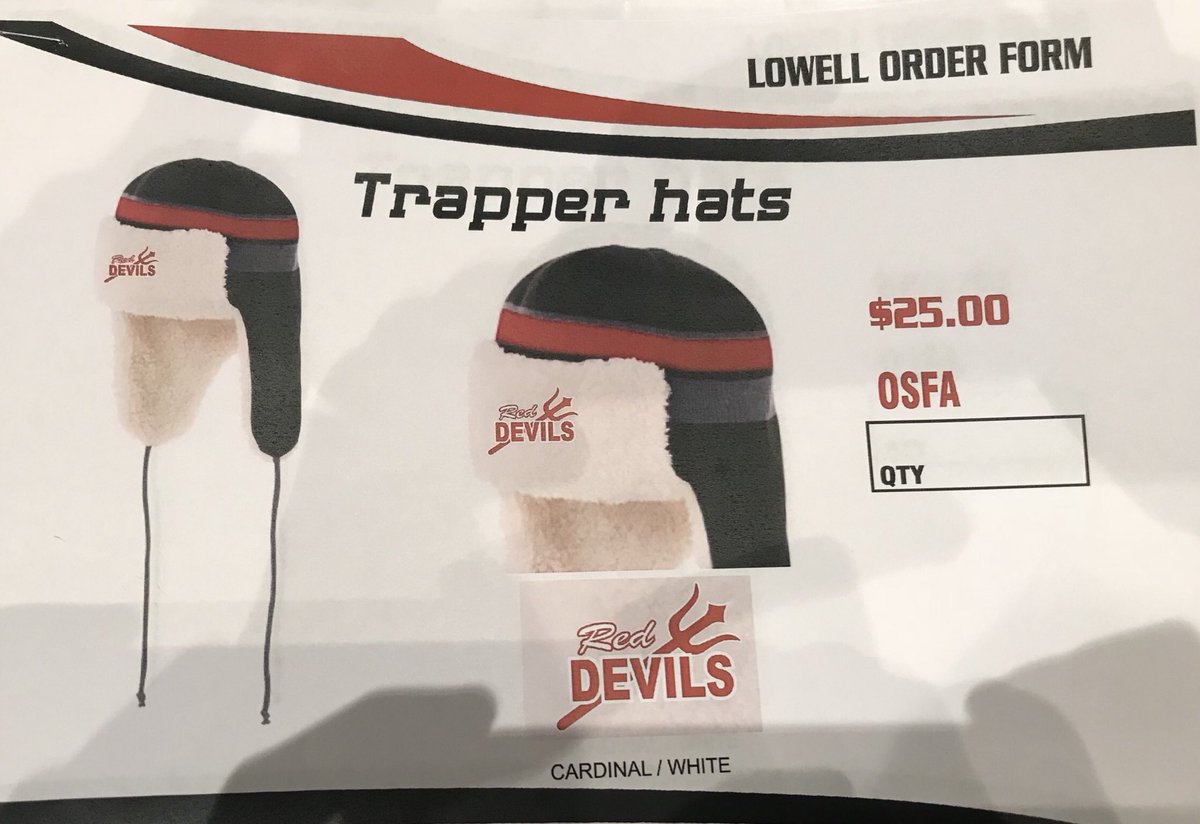 LOWELL ORDER FORM
Trapper hats
Red
DEVILS
Red
DEVILS
$25.00
OSFA
QTY
Red
DEVILS
CARDINAL / WHITE